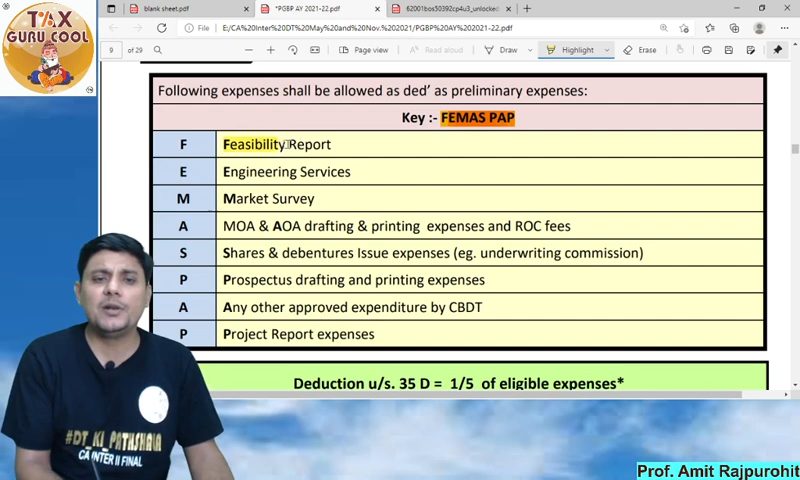 TAX
GURU COOL
blank sheet.pdf
*PGBP AY 2021-22.pdf
62001bos50392cp4u3_unlocked
E:/CA%20Inter%20DT%20May%20and%20Nov.%202021/PGBP%20AY%202021-22.pdf
9 of 29
Page view
Read aloud
Draw
Highlight
Erase
Following expenses shall be allowed as ded' as preliminary expenses:
Key :- FEMAS PAP
F Feasibility Report
E Engineering Services
M Market Survey
A MOA & AOA drafting & printing expenses and ROC fees
S Shares & debentures Issue expenses (eg. underwriting commission)
P Prospectus drafting and printing expenses
A Any other approved expenditure by CBDT
P Project Report expenses
Deduction u/s. 35 D = 1/5 of eligible expenses*
#DT_KI_PATHSHALA
CA INTER II FINAL
Prof. Amit Rajpurohit